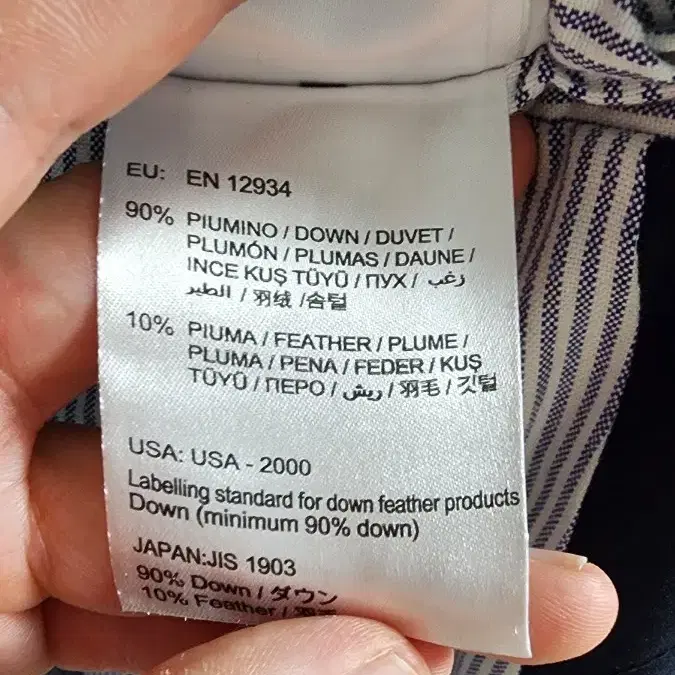 EU: EN 12934
90% PIUMINO / DOWN / DUVET /
PLUMÓN / PLUMAS / DAUNE /
INCE KUŞ TÜYÜ / ПУХ / زغب
الطير / 羽绒 /솜털
10% PIUMA / FEATHER / PLUME /
PLUMA / PENA / FEDER / KUŞ
TÜYÜ / ПЕРО / ريش / 羽毛 / 깃털
USA: USA - 2000
Labelling standard for down feather products
Down (minimum 90% down)
JAPAN:JIS 1903
90% Down / ダウン
10% Feather /